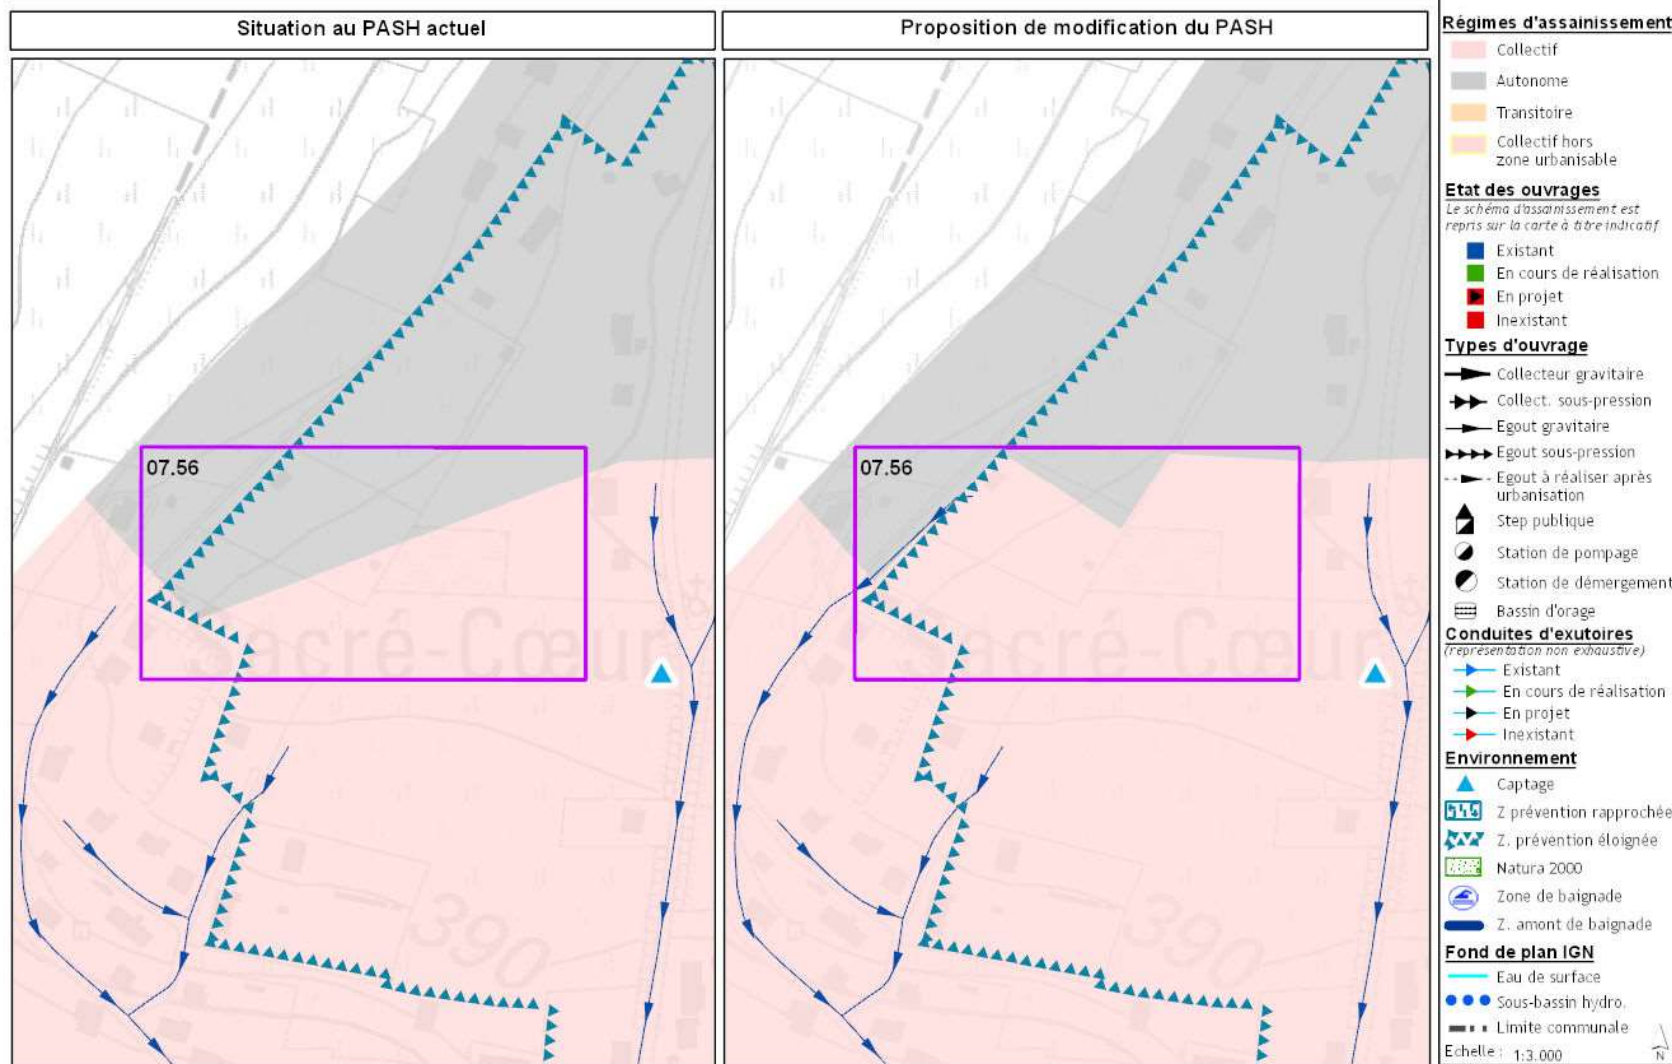 Situation au PASH actuel
Proposition de modification du PASH
07.56
Sacré-Cœur
390
07.56
Sacré-Cœur
390
Régimes d'assainissement
Collectif
Autonome
Transitoire
Collectif hors
zone urbanisable
Etat des ouvrages
Le schéma d'assainissement est
repris sur la carte à titre indicatif
Existant
En cours de réalisation
En projet
Inexistant
Types d'ouvrage
Collecteur gravitaire
Collect. sous-pression
Egout gravitaire
Egout sous-pression
Egout à réaliser après
urbanisation
Step publique
Station de pompage
Station de démergement
Bassin d'orage
Conduites d'exutoires
(représentation non exhaustive)
Existant
En cours de réalisation
En projet
Inexistant
Environnement
Captage
Z prévention rapprochée
Z. prévention éloignée
Natura 2000
Zone de baignade
Z. amont de baignade
Fond de plan IGN
Eau de surface
Sous-bassin hydro.
Limite communale
Echelle : 1:3.000
N